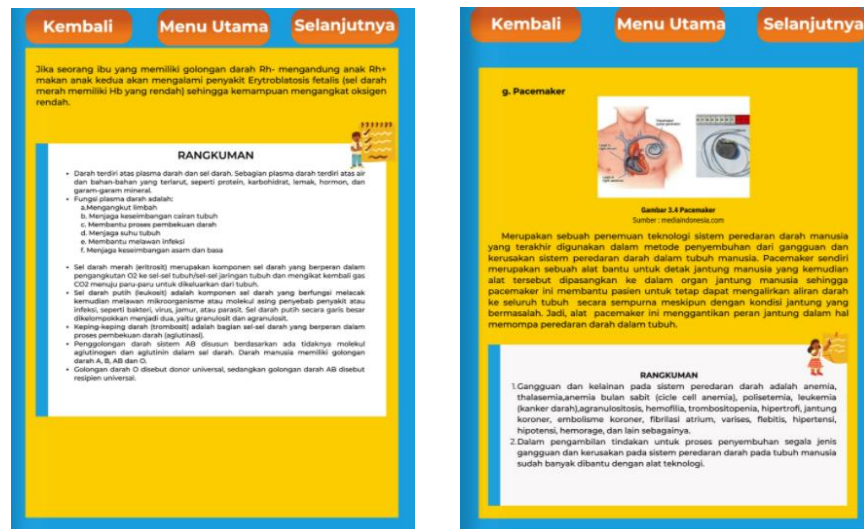 Kembali
Menu Utama
Selanjutnya
Jika seorang ibu yang memiliki golongan darah Rh- mengandung anak Rh+
makan anak kedua akan mengalami penyakit Erytroblatosis fetalis (sel darah
merah memiliki Hb yang rendah) sehingga kemampuan mengangkat oksigen
rendah.
RANGKUMAN
• Darah terdiri atas plasma darah dan sel darah. Sebagian plasma darah terdiri atas air
dan bahan-bahan yang terlarut, seperti protein, karbohidrat, lemak, hormon, dan
garam-garam mineral.
• Fungsi plasma darah adalah:
a.Mengangkut limbah
b. Menjaga keseimbangan cairan tubuh
c. Membantu proses pembekuan darah
d. Menjaga suhu tubuh
e. Membantu melawan infeksi
f. Menjaga keseimbangan asam dan basa
• Sel darah merah (eritrosit) merupakan komponen sel darah yang berperan dalam
pengangkutan O2 ke sel-sel tubuh/sel-sel jaringan tubuh dan mengikat kembali gas
CO2 menuju paru-paru untuk dikeluarkan dari tubuh.
• Sel darah putih (leukosit) adalah komponen sel darah yang berfungsi melacak
kemudian melawan mikroorganisme atau molekul asing penyebab penyakit atau
infeksi, seperti bakteri, virus, jamur, atau parasit. Sel darah putih secara garis besar
dikelompokkan menjadi dua, yaitu granulosit dan agranulosit.
• Keping-keping darah (trombosit) adalah bagian sel-sel darah yang berperan dalam
proses pembekuan darah (aglutinasi).
• Penggolongan darah sistem AB disusun berdasarkan ada tidaknya molekul
aglutinogen dan aglutinin dalam sel darah. Darah manusia memiliki golongan
darah A, B, AB dan O.
• Golongan darah O disebut donor universal, sedangkan golongan darah AB disebut
resipien universal.
Kembali
Menu Utama
Selanjutnya
g. Pacemaker
Gambar 3.4 Pacemaker
Sumber : mediaindonesia.com
Merupakan sebuah penemuan teknologi sistem peredaran darah manusia
yang terakhir digunakan dalam metode penyembuhan dari gangguan dan
kerusakan sistem peredaran darah dalam tubuh manusia. Pacemaker sendiri
merupakan sebuah alat bantu untuk detak jantung manusia yang kemudian
alat tersebut dipasangkan ke dalam organ jantung manusia sehingga
pacemaker ini membantu pasien untuk tetap dapat mengalirkan aliran darah
ke seluruh tubuh secara sempurna meskipun dengan kondisi jantung yang
bermasalah. Jadi, alat pacemaker ini menggantikan peran jantung dalam hal
memompa peredaran darah dalam tubuh.
RANGKUMAN
1.Gangguan dan kelainan pada sistem peredaran darah adalah anemia,
thalasemia,anemia bulan sabit (cicle cell anemia), polisetemia, leukemia
(kanker darah),agranulositosis, hemofilia, trombositopenia, hipertrofi, jantung
koroner, embolisme koroner, fibrilasi atrium, varises, flebitis, hipertensi,
hipotensi, hemorage, dan lain sebagainya.
2.Dalam pengambilan tindakan untuk proses penyembuhan segala jenis
gangguan dan kerusakan pada sistem peredaran darah pada tubuh manusia
sudah banyak dibantu dengan alat teknologi.